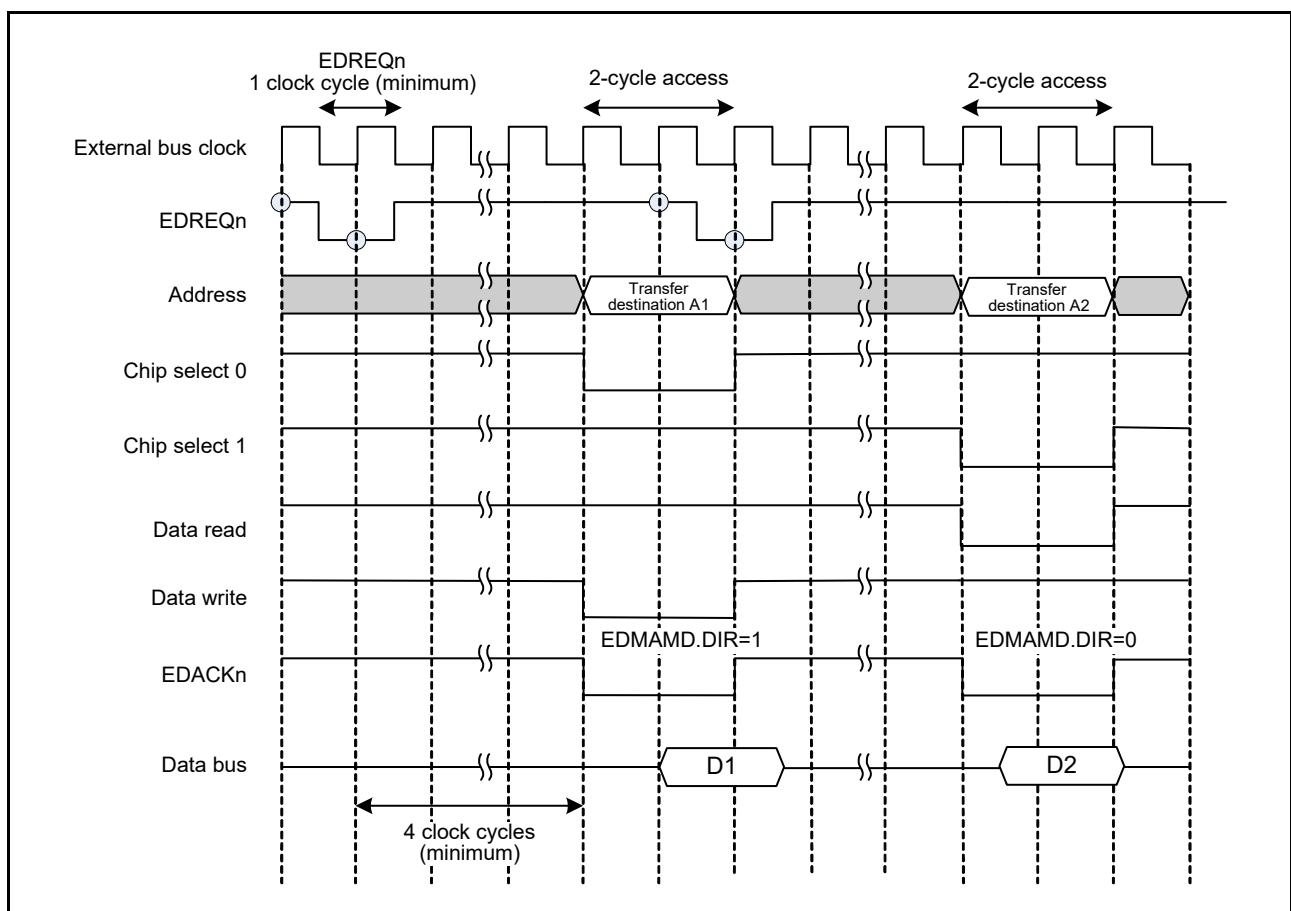 EDREQn
1 clock cycle (minimum)
2-cycle access
2-cycle access
External bus clock
EDREQn
Address
Transfer
destination A1
Transfer
destination A2
Chip select 0
Chip select 1
Data read
Data write
EDMAMD.DIR=1
EDMAMD.DIR=0
EDACKn
Data bus
D1
D2
4 clock cycles
(minimum)